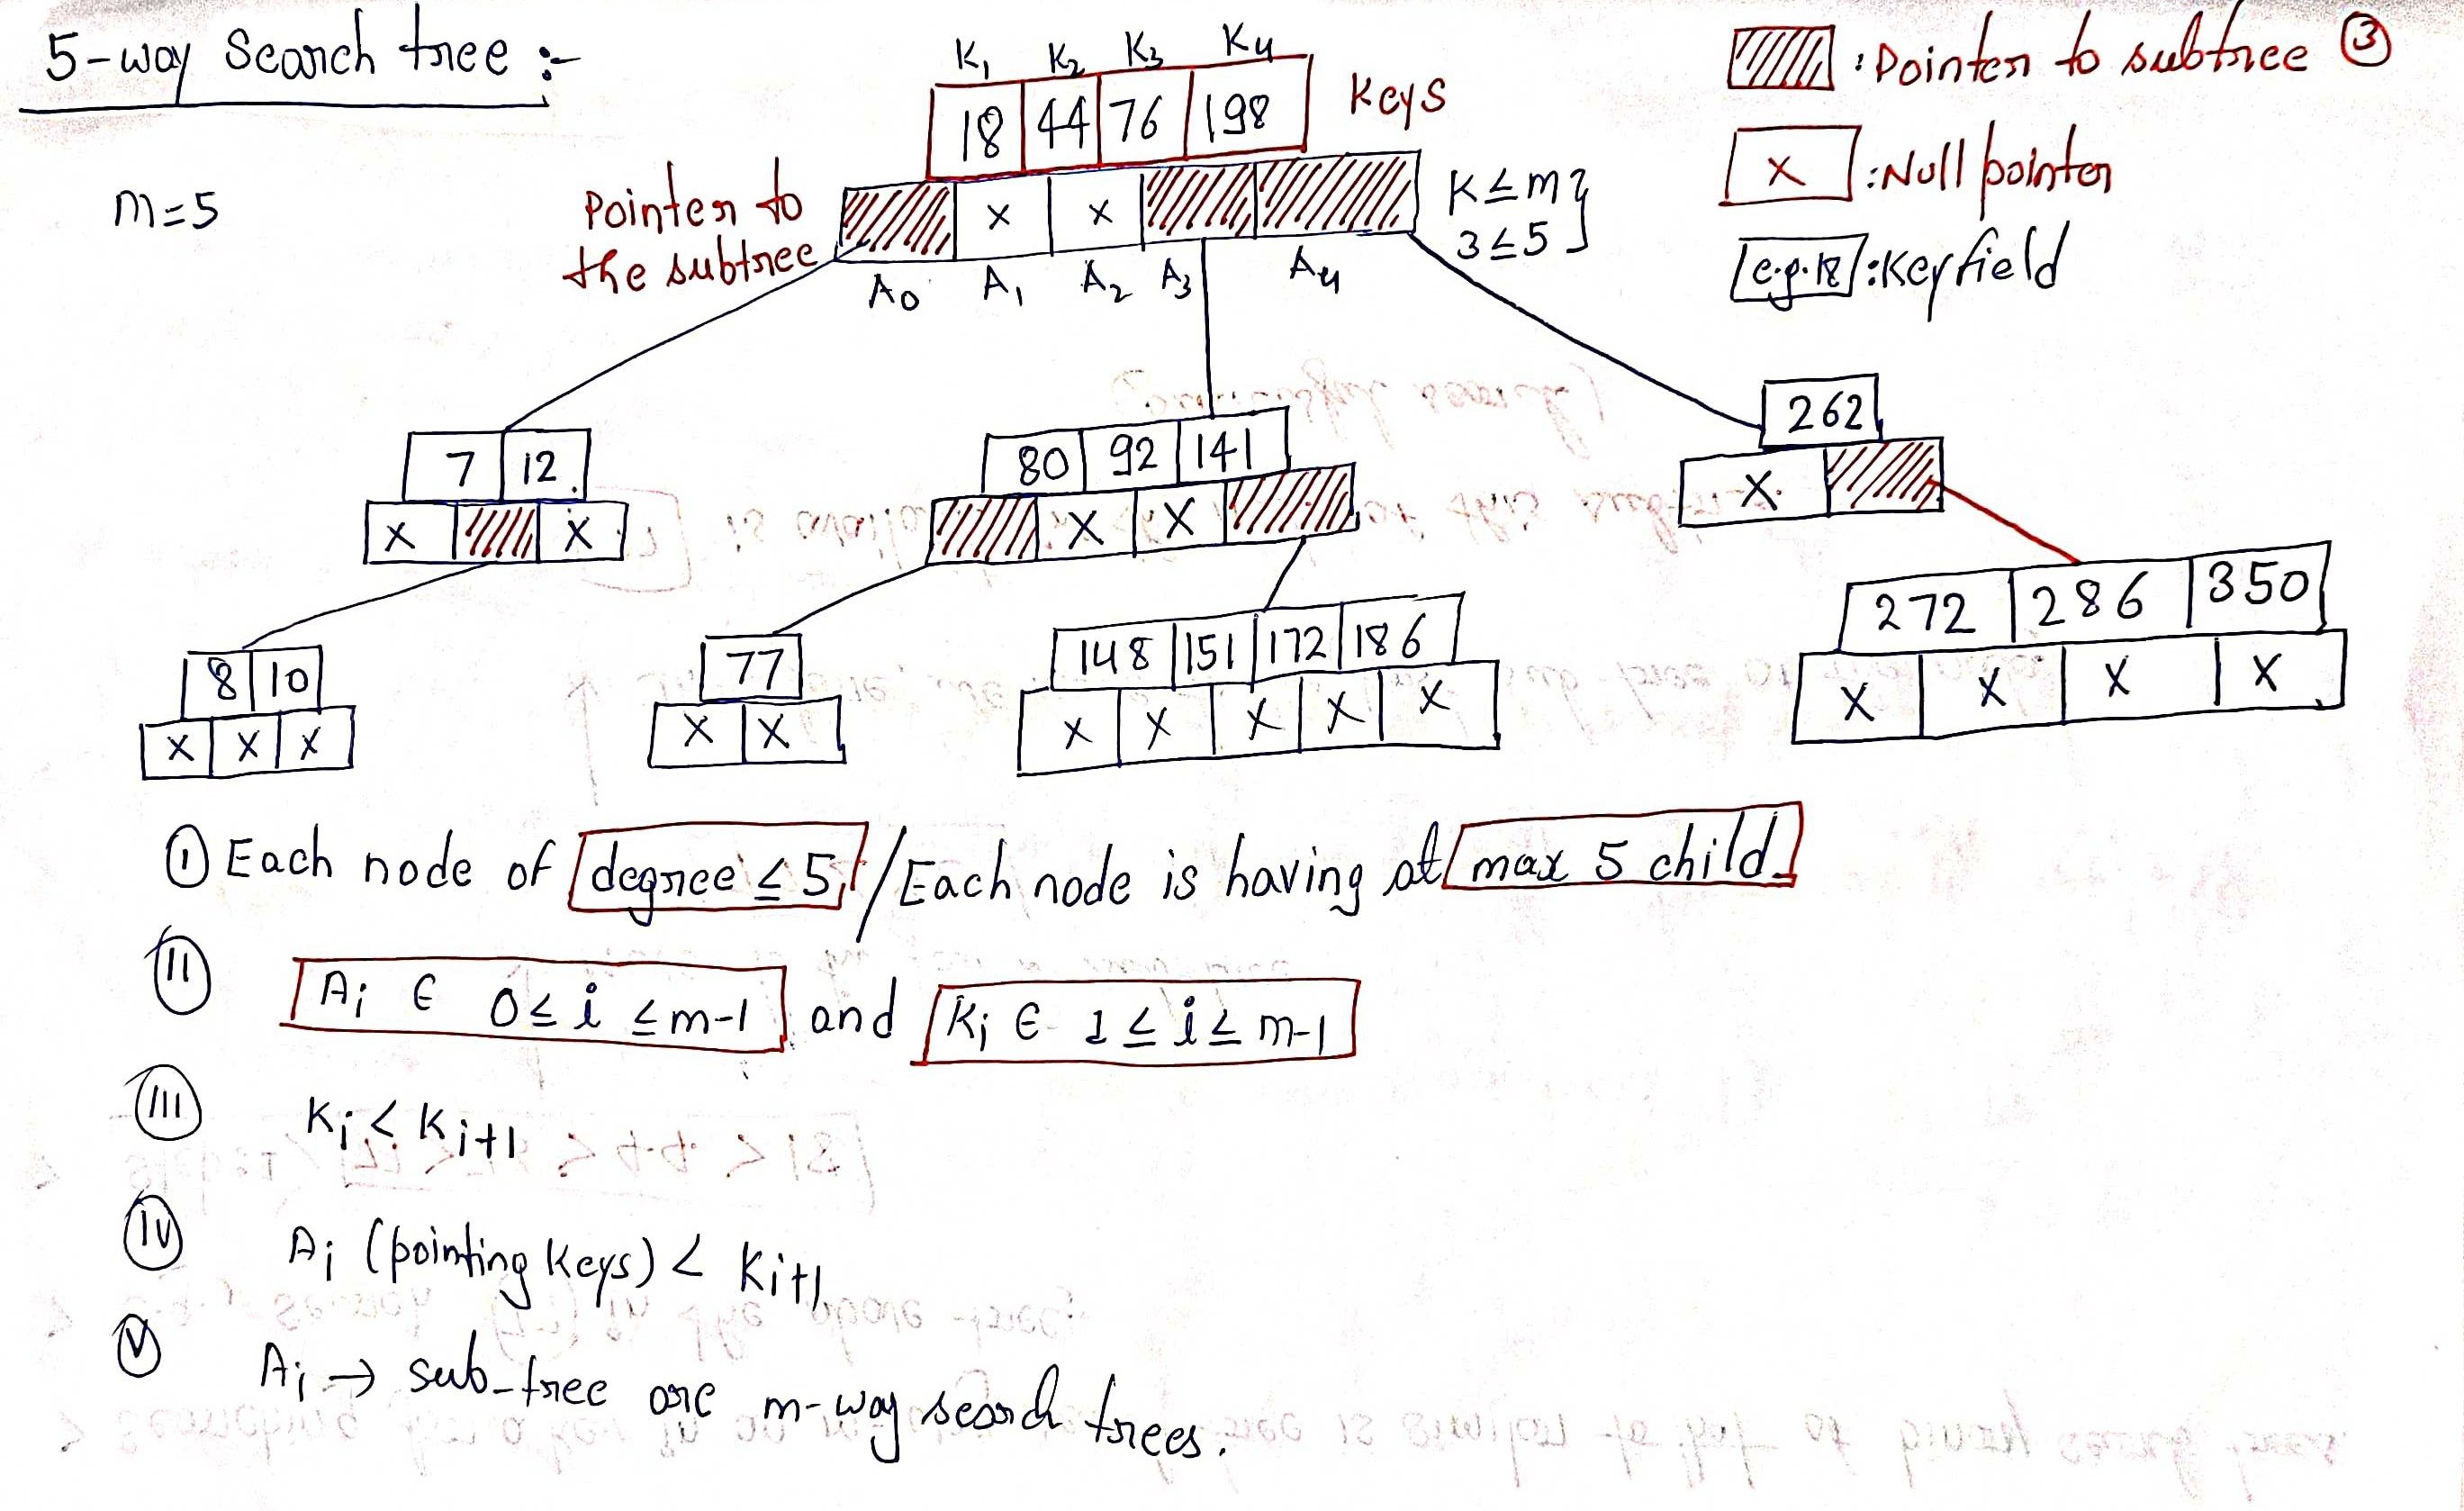 5-way Search tree :-
③
▨ : Pointer to subtree
X : Null pointer
e.g. 18 : Key field
m=5
K₁ K₂ K₃ K₄
18 44 76 198 Keys
Pointer to
the subtree
X X
K ≤ m }
3 ≤ 5
A₀ A₁ A₂ A₃ A₄
7 12
X X
80 92 141
X X
262
X
8 10
X X X
77
X X
148 151 172 186
X X X X X
272 286 350
X X X X
① Each node of degree ≤ 5, / Each node is having at max 5 child.
(II) Aᵢ ∈ 0 ≤ i ≤ m-1 and Kᵢ ∈ 1 ≤ i ≤ m-1
(III) Kᵢ < Kᵢ₊₁
(IV) Aᵢ (pointing Keys) < Kᵢ₊₁
(V) Aᵢ → sub-tree are m-way search trees.